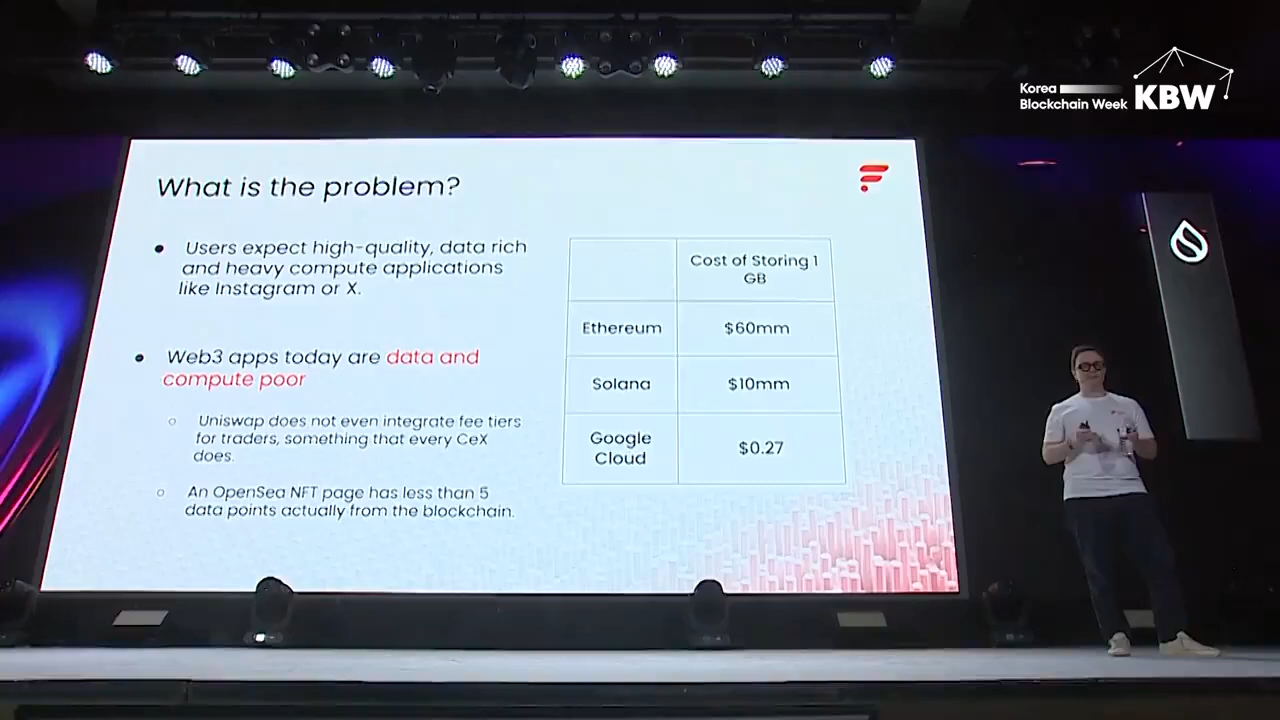 Korea
Blockchain Week KBW
What is the problem?
Users expect high-quality, data rich
and heavy compute applications
like Instagram or X.
Web3 apps today are data and
compute poor
Uniswap does not even integrate fee tiers
for traders, something that every CeX
does.
An OpenSea NFT page has less than 5
data points actually from the blockchain.
Cost of Storing 1
GB
Ethereum $60mm
Solana $10mm
Google
Cloud $0.27